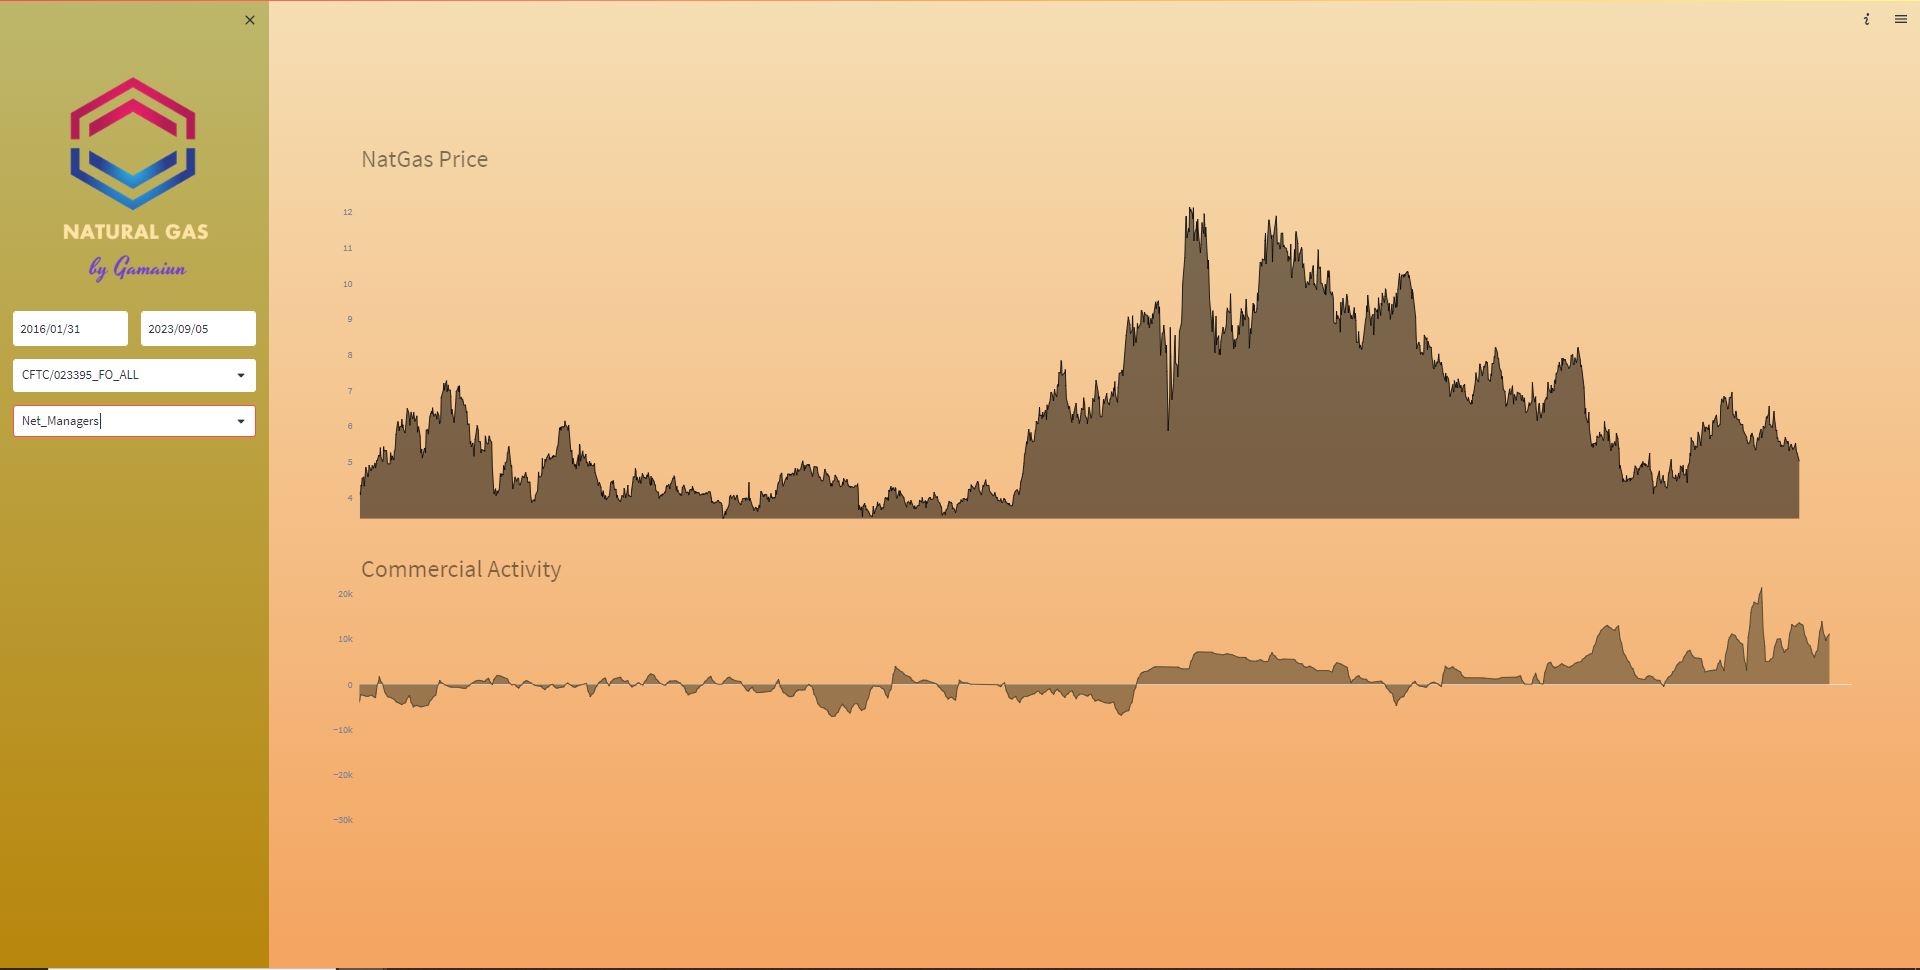 NATURAL GAS
by Gamaiun
2016/01/31
2023/09/05
CFTC/023395_FO_ALL
Net_Managers
NatGas Price
12
11
10
9
8
7
6
5
4
Commercial Activity
20k
10k
0
−10k
−20k
−30k